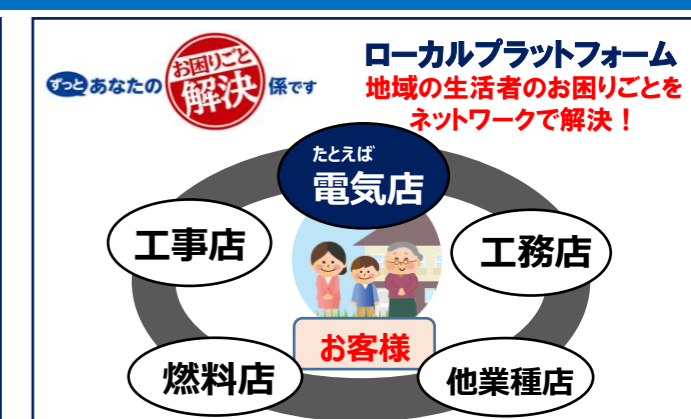 ずっとあなたの お困りごと 解決 係です
ローカルプラットフォーム
地域の生活者のお困りごとを
ネットワークで解決！
たとえば
電気店
工事店
工務店
お客様
燃料店
他業種店